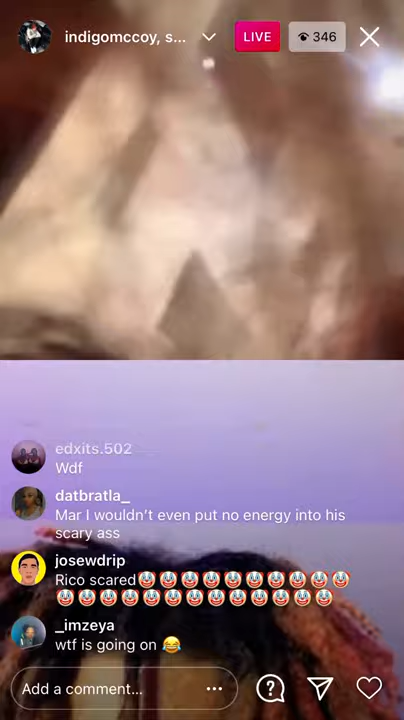 indigomccoy, s...
LIVE
346
edxits.502
Wdf
datbratla_
Mar I wouldn't even put no energy into his
scary ass
josewdrip
Rico scared🤡🤡🤡🤡🤡🤡🤡🤡🤡🤡
🤡🤡🤡🤡🤡🤡🤡🤡🤡🤡🤡🤡🤡
_imzeya
wtf is going on 😂
Add a comment...